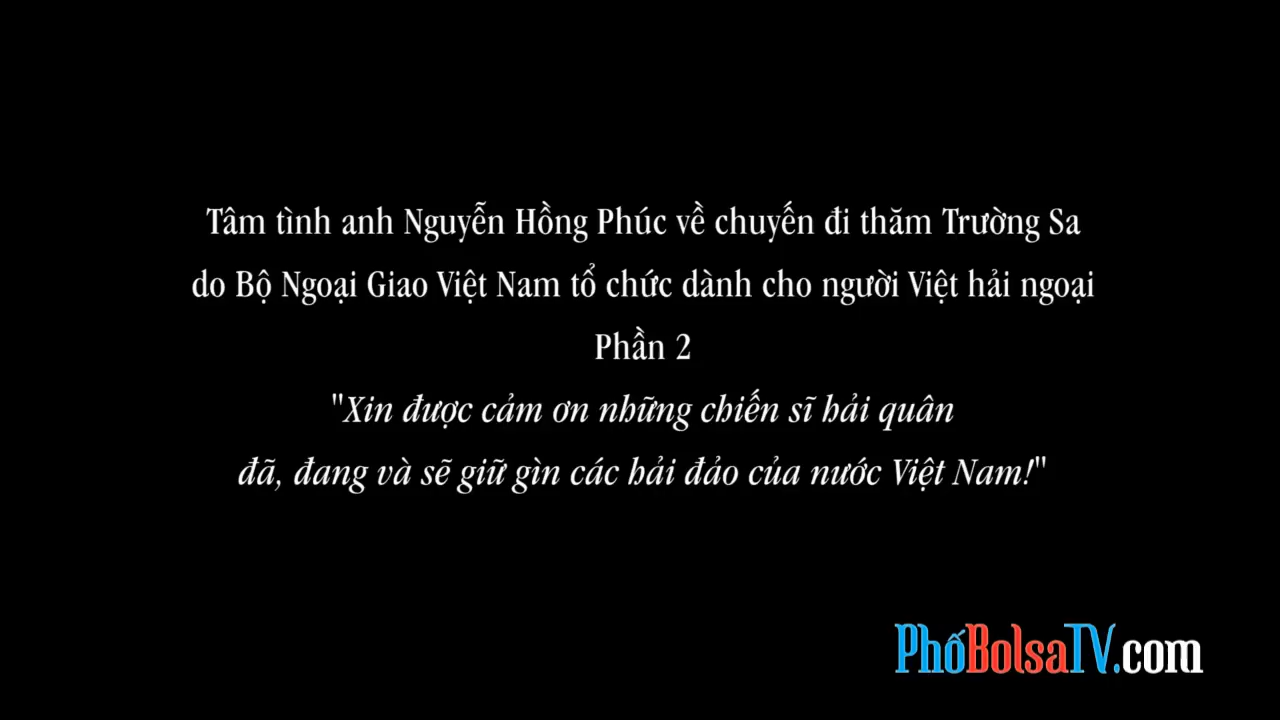 Tâm tình anh Nguyễn Hồng Phúc về chuyến đi thăm Trường Sa
do Bộ Ngoại Giao Việt Nam tổ chức dành cho người Việt hải ngoại
Phần 2
"Xin được cảm ơn những chiến sĩ hải quân
đã, đang và sẽ giữ gìn các hải đảo của nước Việt Nam!"
PhốBolsaTV.com